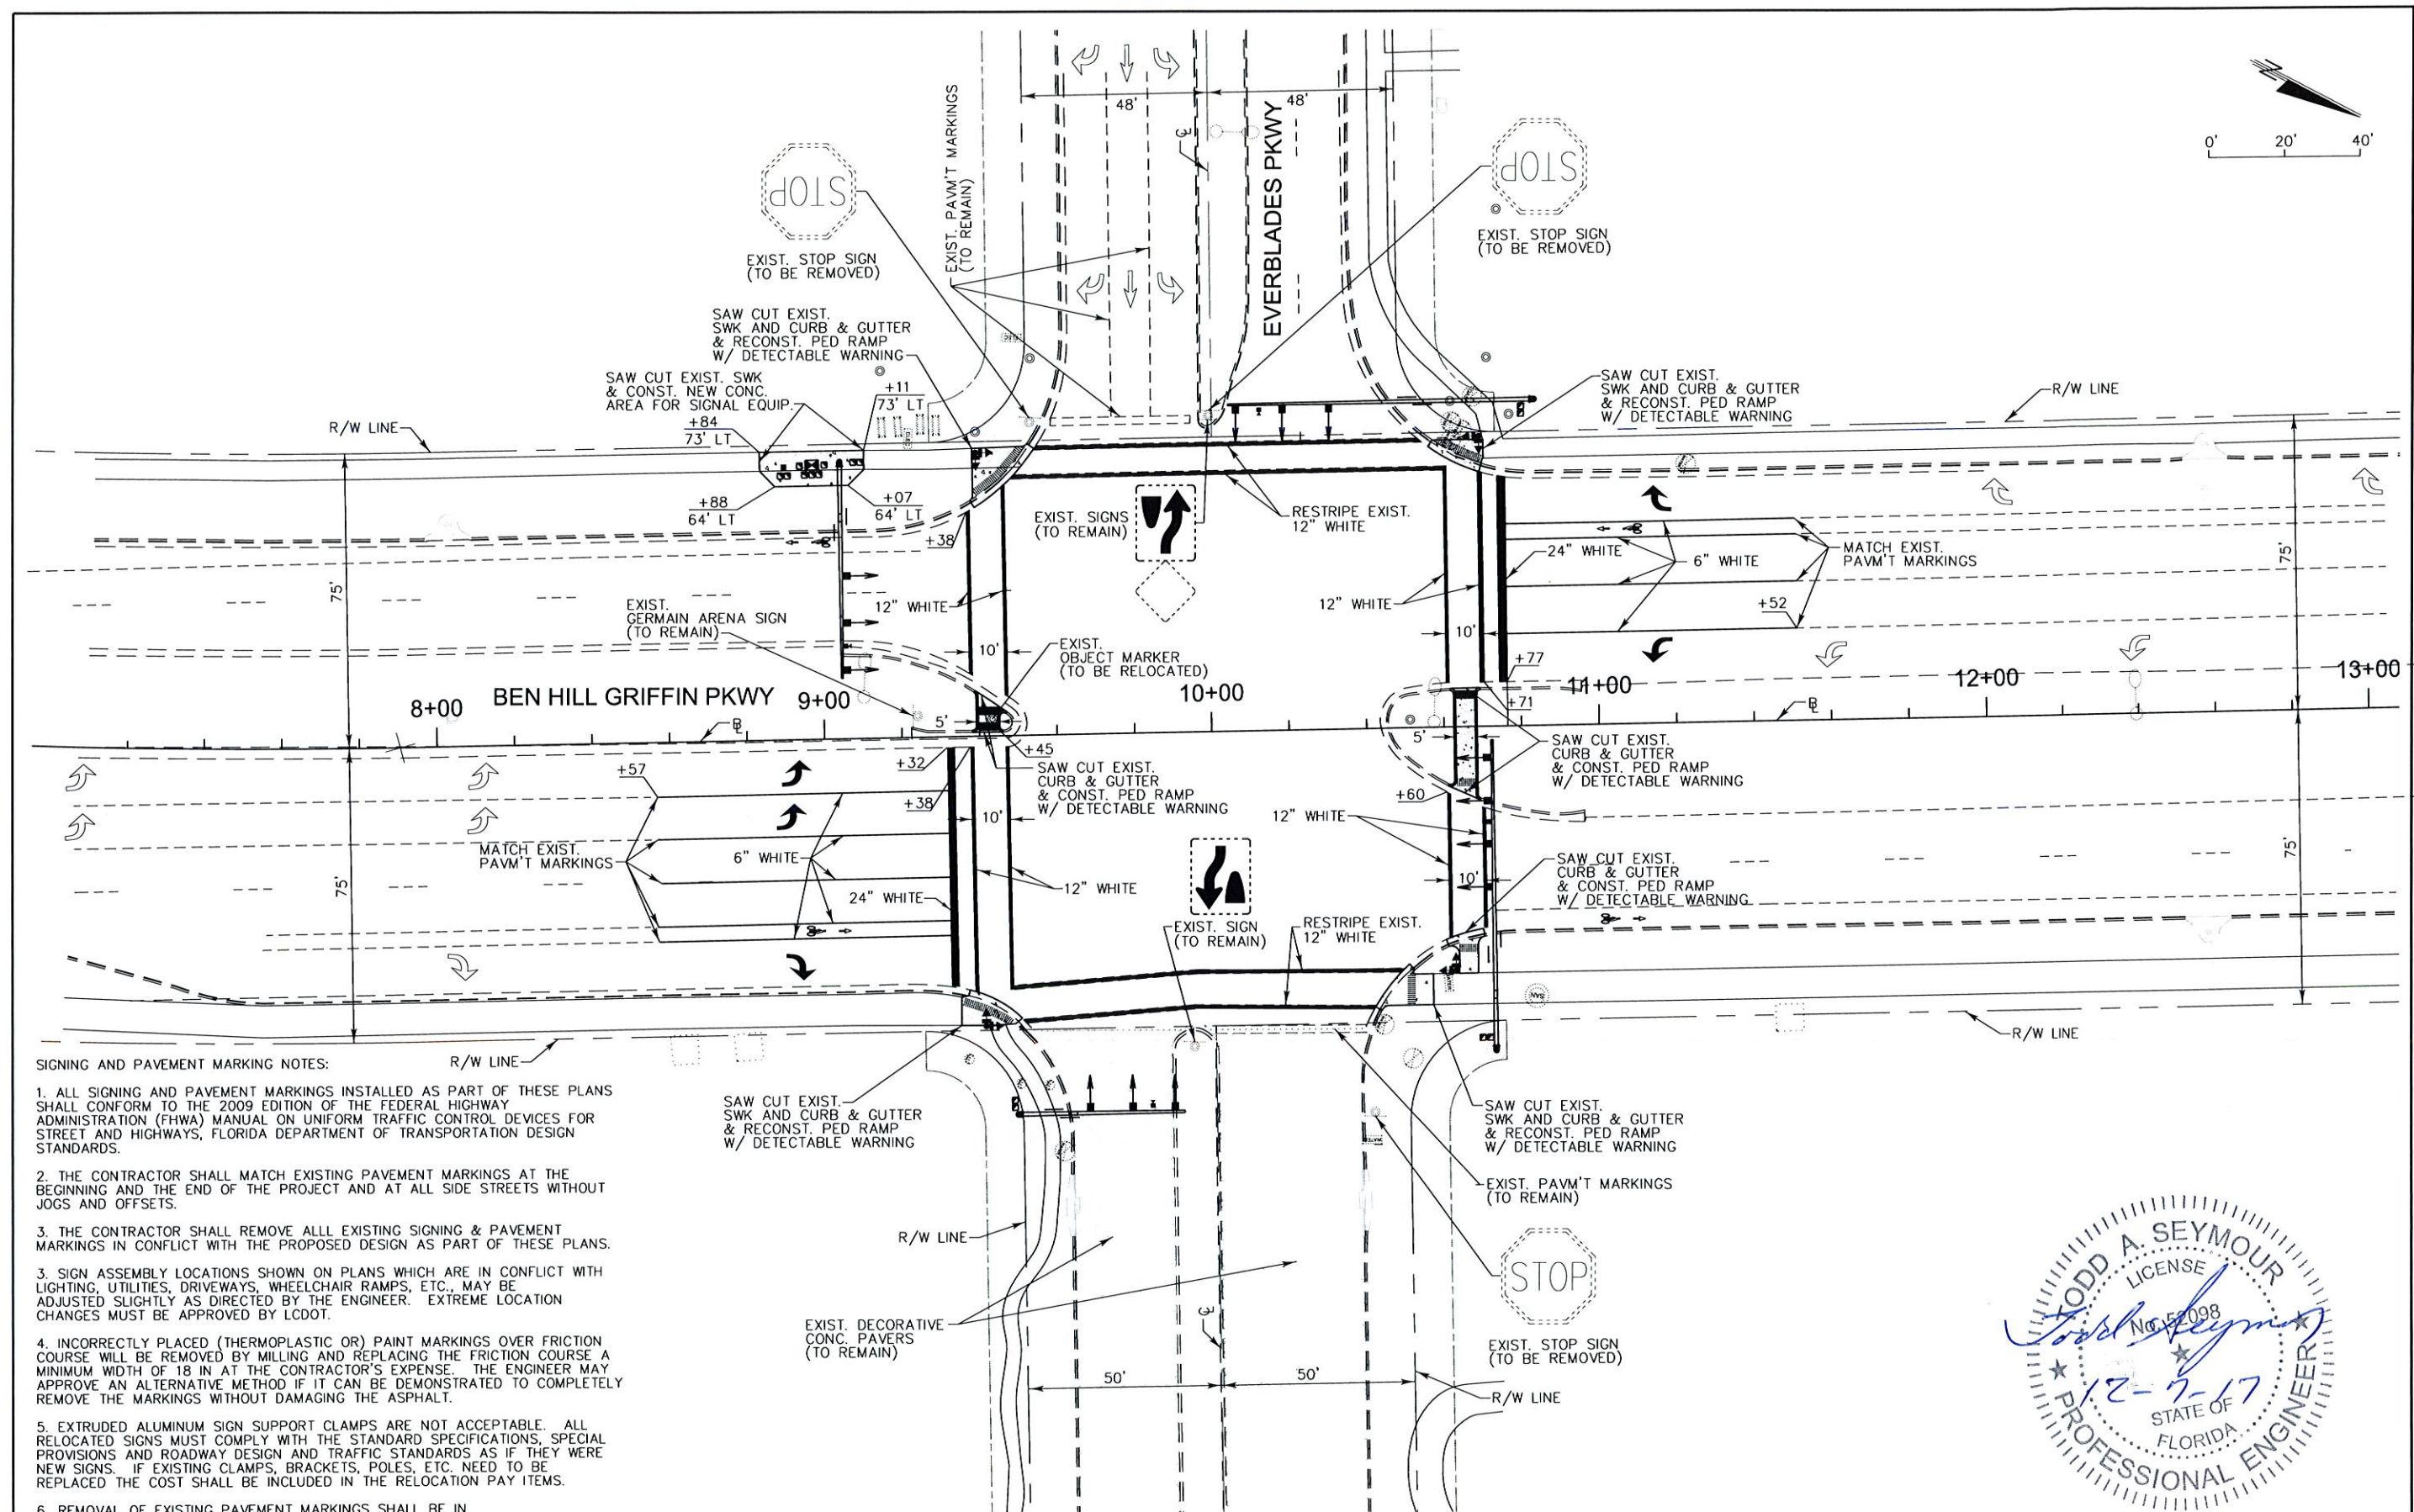 48'
48'
0' 20' 40'
EXIST. PAVM'T MARKINGS
(TO REMAIN)
EVERBLADES PKWY
STOP
EXIST. STOP SIGN
(TO BE REMOVED)
STOP
EXIST. STOP SIGN
(TO BE REMOVED)
SAW CUT EXIST.
SWK AND CURB & GUTTER
& RECONST. PED RAMP
W/ DETECTABLE WARNING
SAW CUT EXIST. SWK
& CONST. NEW CONC.
AREA FOR SIGNAL EQUIP.
+11
73' LT
+84
73' LT
R/W LINE
SAW CUT EXIST.
SWK AND CURB & GUTTER
& RECONST. PED RAMP
W/ DETECTABLE WARNING
R/W LINE
+88
64' LT
+07
64' LT
+38
EXIST. SIGNS
(TO REMAIN)
RESTRIPE EXIST.
12" WHITE
24" WHITE
6" WHITE
MATCH EXIST.
PAVM'T MARKINGS
75'
75'
EXIST.
GERMAIN ARENA SIGN
(TO REMAIN)
12" WHITE
12" WHITE
+52
10'
10'
EXIST.
OBJECT MARKER
(TO BE RELOCATED)
+77
8+00
BEN HILL GRIFFIN PKWY
9+00
10+00
11+00
12+00
13+00
+71
5'
5'
+45
+32
+57
+38
SAW CUT EXIST.
CURB & GUTTER
& CONST. PED RAMP
W/ DETECTABLE WARNING
SAW CUT EXIST.
CURB & GUTTER
& CONST. PED RAMP
W/ DETECTABLE WARNING
+60
10'
12" WHITE
MATCH EXIST.
PAVM'T MARKINGS
6" WHITE
24" WHITE
12" WHITE
10'
SAW CUT EXIST.
CURB & GUTTER
& CONST. PED RAMP
W/ DETECTABLE WARNING
75'
75'
EXIST. SIGN
(TO REMAIN)
RESTRIPE EXIST.
12" WHITE
SAN
R/W LINE
R/W LINE
SIGNING AND PAVEMENT MARKING NOTES:
1. ALL SIGNING AND PAVEMENT MARKINGS INSTALLED AS PART OF THESE PLANS
SHALL CONFORM TO THE 2009 EDITION OF THE FEDERAL HIGHWAY
ADMINISTRATION (FHWA) MANUAL ON UNIFORM TRAFFIC CONTROL DEVICES FOR
STREET AND HIGHWAYS, FLORIDA DEPARTMENT OF TRANSPORTATION DESIGN
STANDARDS.
2. THE CONTRACTOR SHALL MATCH EXISTING PAVEMENT MARKINGS AT THE
BEGINNING AND THE END OF THE PROJECT AND AT ALL SIDE STREETS WITHOUT
JOGS AND OFFSETS.
3. THE CONTRACTOR SHALL REMOVE ALLL EXISTING SIGNING & PAVEMENT
MARKINGS IN CONFLICT WITH THE PROPOSED DESIGN AS PART OF THESE PLANS.
3. SIGN ASSEMBLY LOCATIONS SHOWN ON PLANS WHICH ARE IN CONFLICT WITH
LIGHTING, UTILITIES, DRIVEWAYS, WHEELCHAIR RAMPS, ETC., MAY BE
ADJUSTED SLIGHTLY AS DIRECTED BY THE ENGINEER. EXTREME LOCATION
CHANGES MUST BE APPROVED BY LCDOT.
4. INCORRECTLY PLACED (THERMOPLASTIC OR) PAINT MARKINGS OVER FRICTION
COURSE WILL BE REMOVED BY MILLING AND REPLACING THE FRICTION COURSE A
MINIMUM WIDTH OF 18 IN AT THE CONTRACTOR'S EXPENSE. THE ENGINEER MAY
APPROVE AN ALTERNATIVE METHOD IF IT CAN BE DEMONSTRATED TO COMPLETELY
REMOVE THE MARKINGS WITHOUT DAMAGING THE ASPHALT.
5. EXTRUDED ALUMINUM SIGN SUPPORT CLAMPS ARE NOT ACCEPTABLE. ALL
RELOCATED SIGNS MUST COMPLY WITH THE STANDARD SPECIFICATIONS, SPECIAL
PROVISIONS AND ROADWAY DESIGN AND TRAFFIC STANDARDS AS IF THEY WERE
NEW SIGNS. IF EXISTING CLAMPS, BRACKETS, POLES, ETC. NEED TO BE
REPLACED THE COST SHALL BE INCLUDED IN THE RELOCATION PAY ITEMS.
6. REMOVAL OF EXISTING PAVEMENT MARKINGS SHALL BE IN
SAW CUT EXIST.
SWK AND CURB & GUTTER
& RECONST. PED RAMP
W/ DETECTABLE WARNING
SAW CUT EXIST.
SWK AND CURB & GUTTER
& RECONST. PED RAMP
W/ DETECTABLE WARNING
EXIST. PAVM'T MARKINGS
(TO REMAIN)
R/W LINE
STOP
EXIST. STOP SIGN
(TO BE REMOVED)
EXIST. DECORATIVE
CONC. PAVERS
(TO REMAIN)
50'
50'
R/W LINE
TODD A. SEYMOUR
LICENSE
No. 52098
Todd Seymour
12-7-17
STATE OF
FLORIDA
PROFESSIONAL ENGINEER